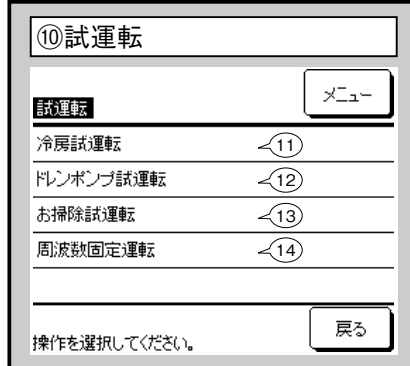 ⑩試運転
メニュー
試運転
冷房試運転 ⑪
ドレンポンプ試運転 ⑫
お掃除試運転 ⑬
周波数固定運転 ⑭
操作を選択してください。
戻る